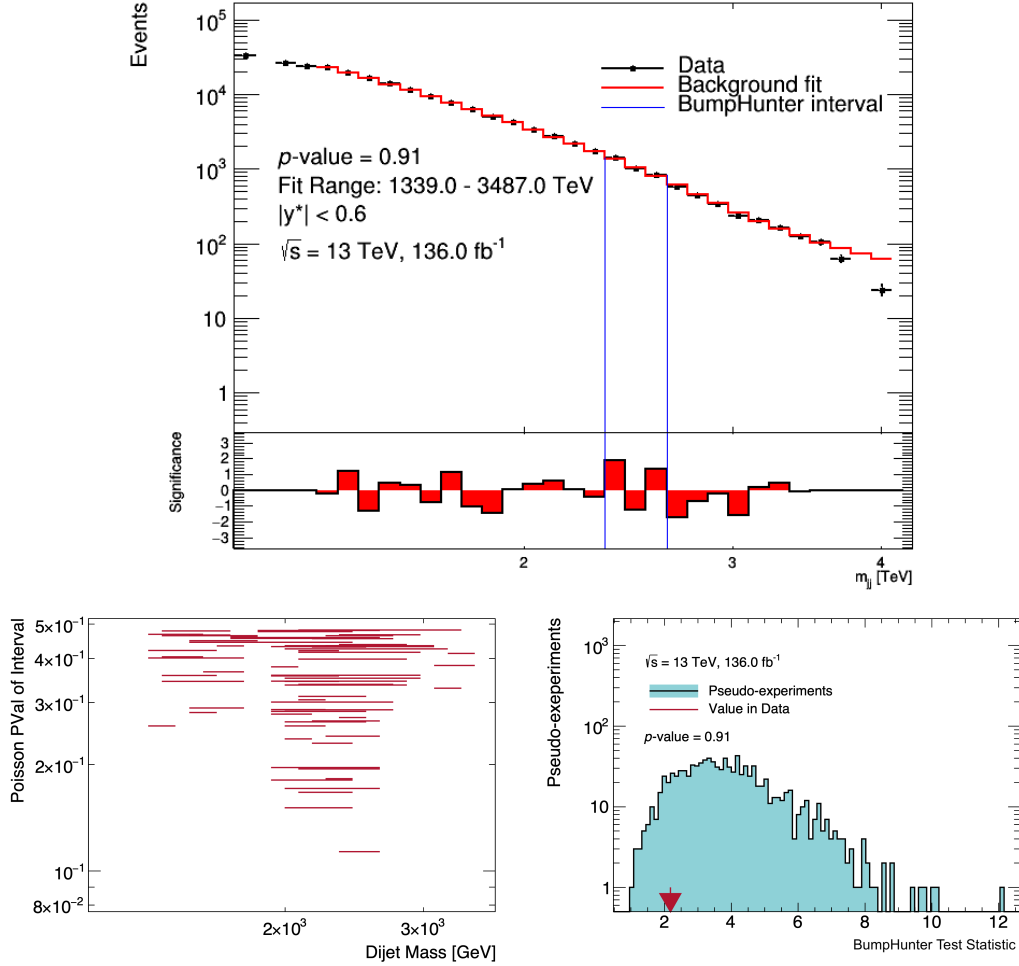 Events
10⁵
10⁴
10³
10²
10
1
Data
Background fit
BumpHunter interval
p-value = 0.91
Fit Range: 1339.0 - 3487.0 TeV
|y*| < 0.6
√s = 13 TeV, 136.0 fb⁻¹
Significance
3
2
1
0
−1
−2
−3
2
3
4
m_jj [TeV]
Poisson PVal of Interval
5×10⁻¹
4×10⁻¹
3×10⁻¹
2×10⁻¹
10⁻¹
8×10⁻²
2×10³
3×10³
Dijet Mass [GeV]
Pseudo-exeperiments
10³
10²
10
1
√s = 13 TeV, 136.0 fb⁻¹
Pseudo-experiments
Value in Data
p-value = 0.91
2
4
6
8
10
12
BumpHunter Test Statistic